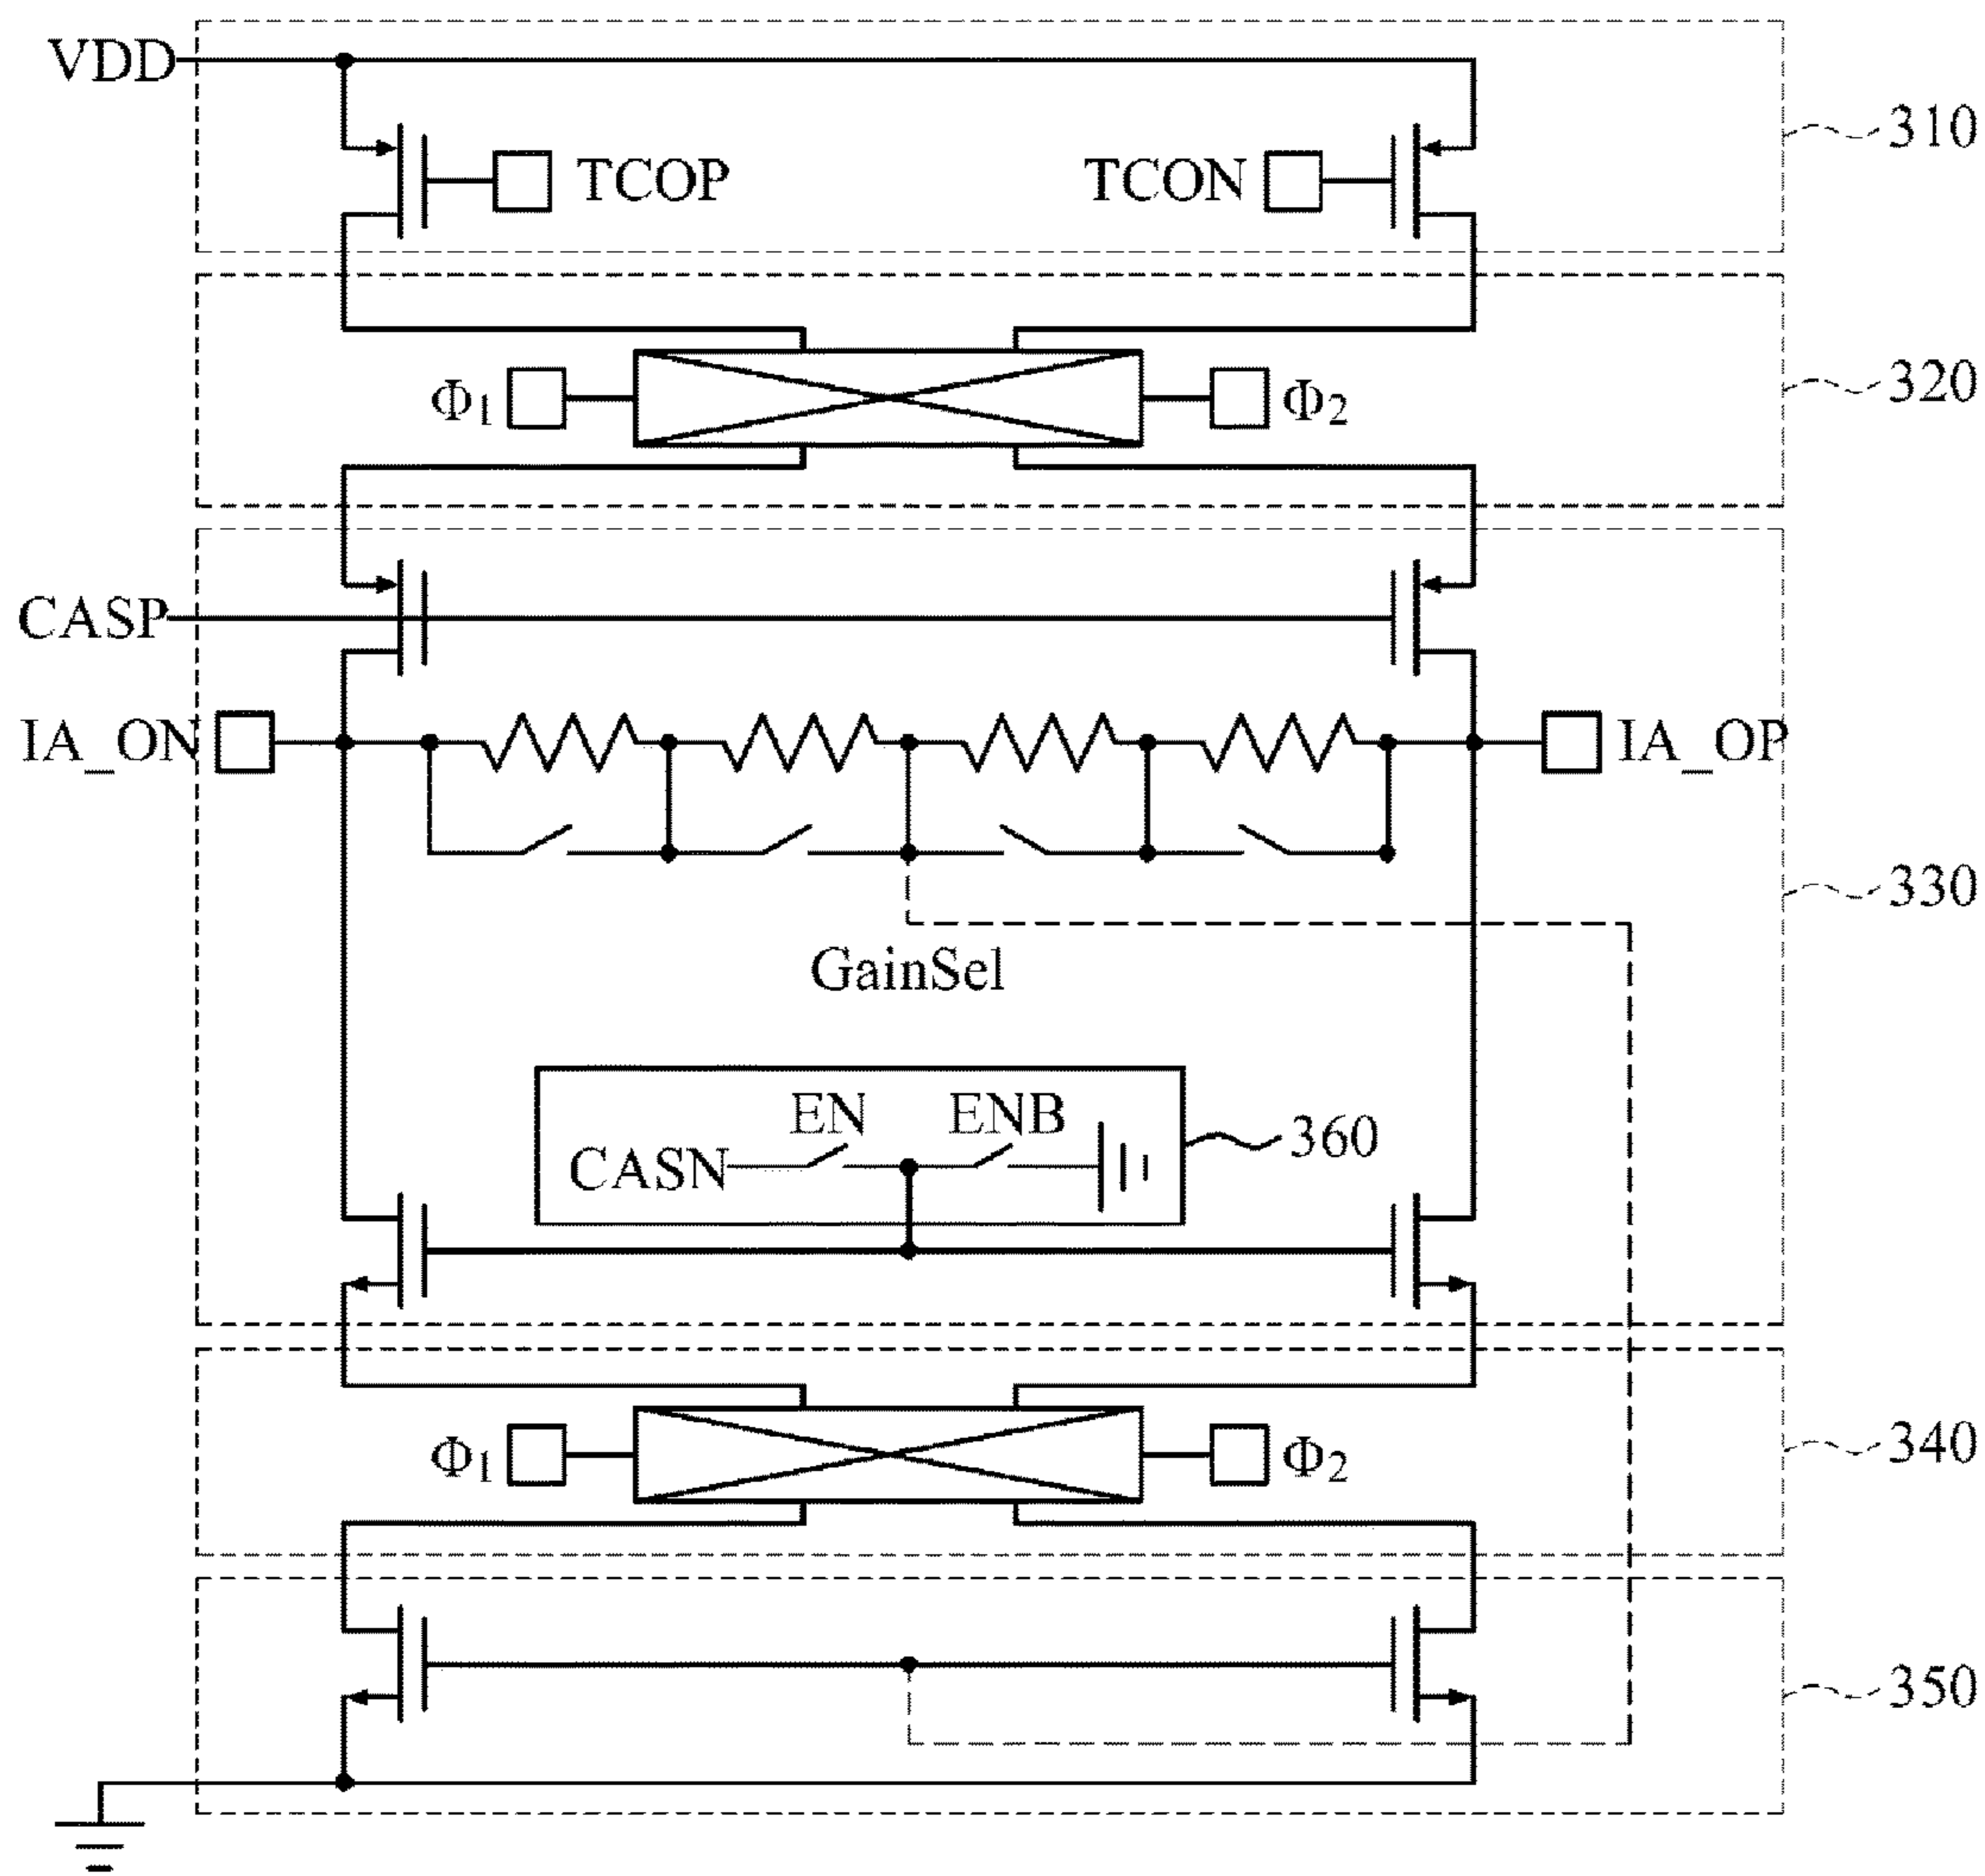 VDD
310
TCOP
TCON
320
Φ1
Φ2
CASP
IA_ON
IA_OP
330
GainSel
EN
ENB
360
CASN
340
Φ1
Φ2
350